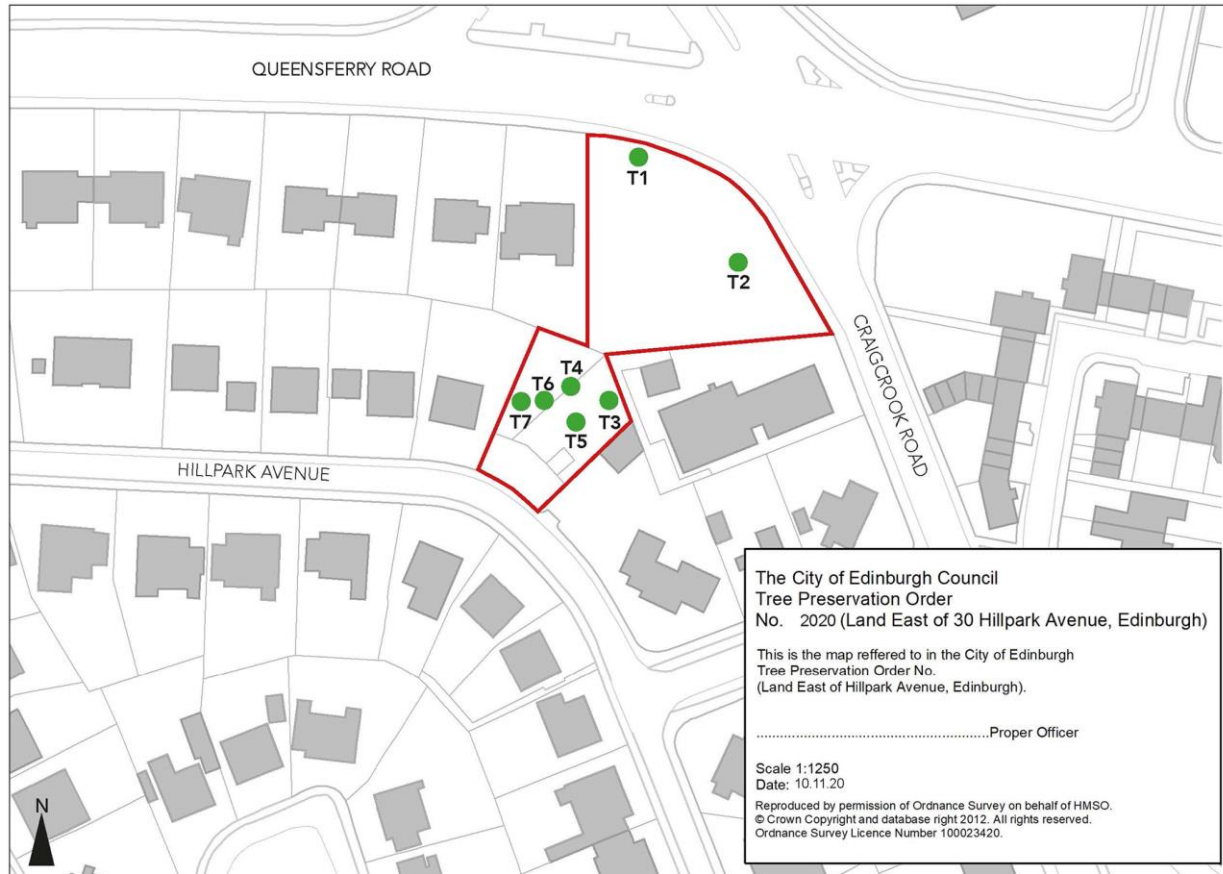 QUEENSFERRY ROAD
T1
T2
CRAIGCROOK ROAD
T4
T6
T7
T3
T5
HILLPARK AVENUE
The City of Edinburgh Council
Tree Preservation Order
No. 2020 (Land East of 30 Hillpark Avenue, Edinburgh)
This is the map reffered to in the City of Edinburgh
Tree Preservation Order No.
(Land East of Hillpark Avenue, Edinburgh).
..........................................................Proper Officer
Scale 1:1250
Date: 10.11.20
Reproduced by permission of Ordnance Survey on behalf of HMSO.
© Crown Copyright and database right 2012. All rights reserved.
Ordnance Survey Licence Number 100023420.
N